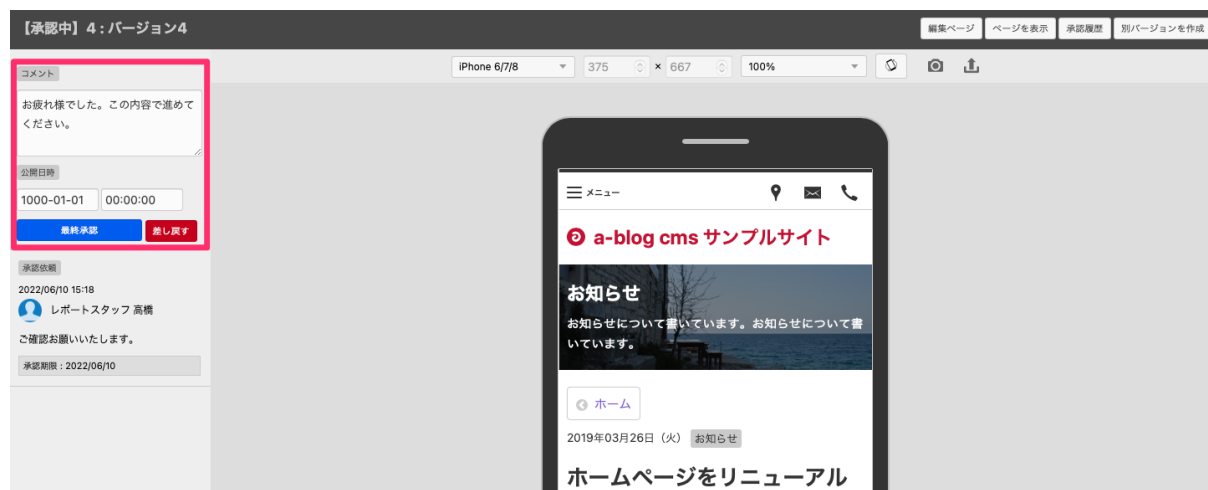 【承認中】4：バージョン4
編集ページ ページを表示 承認履歴 別バージョンを作成
iPhone 6/7/8 375 × 667 100%
コメント
お疲れ様でした。この内容で進めて
ください。
公開日時
1000-01-01 00:00:00
最終承認 差し戻す
承認依頼
2022/06/10 15:18
レポートスタッフ 高橋
ご確認お願いいたします。
承認期限：2022/06/10
メニュー
a-blog cms サンプルサイト
お知らせ
お知らせについて書いています。お知らせについて書
いています。
ホーム
2019年03月26日（火） お知らせ
ホームページをリニューアル